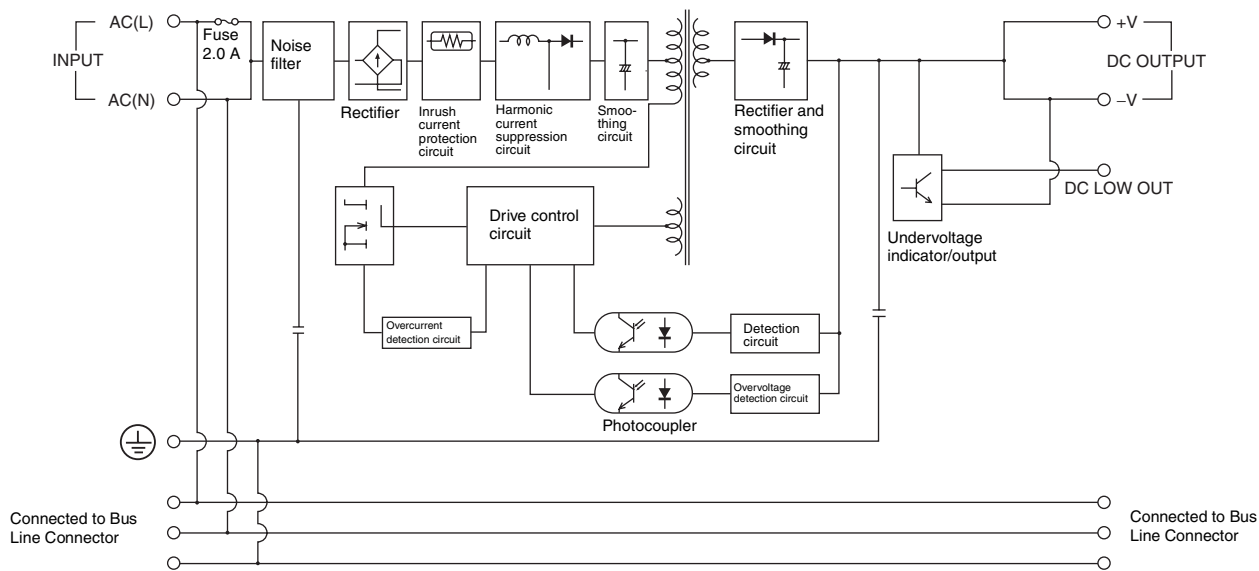 AC(L)
INPUT
AC(N)
Fuse
2.0 A
Noise
filter
Rectifier
Inrush
current
protection
circuit
Harmonic
current
suppression
circuit
Smoo-
thing
circuit
Rectifier and
smoothing
circuit
+V
DC OUTPUT
–V
DC LOW OUT
Undervoltage
indicator/output
Drive control
circuit
Overcurrent
detection circuit
Detection
circuit
Overvoltage
detection circuit
Photocoupler
Connected to Bus
Line Connector
Connected to Bus
Line Connector